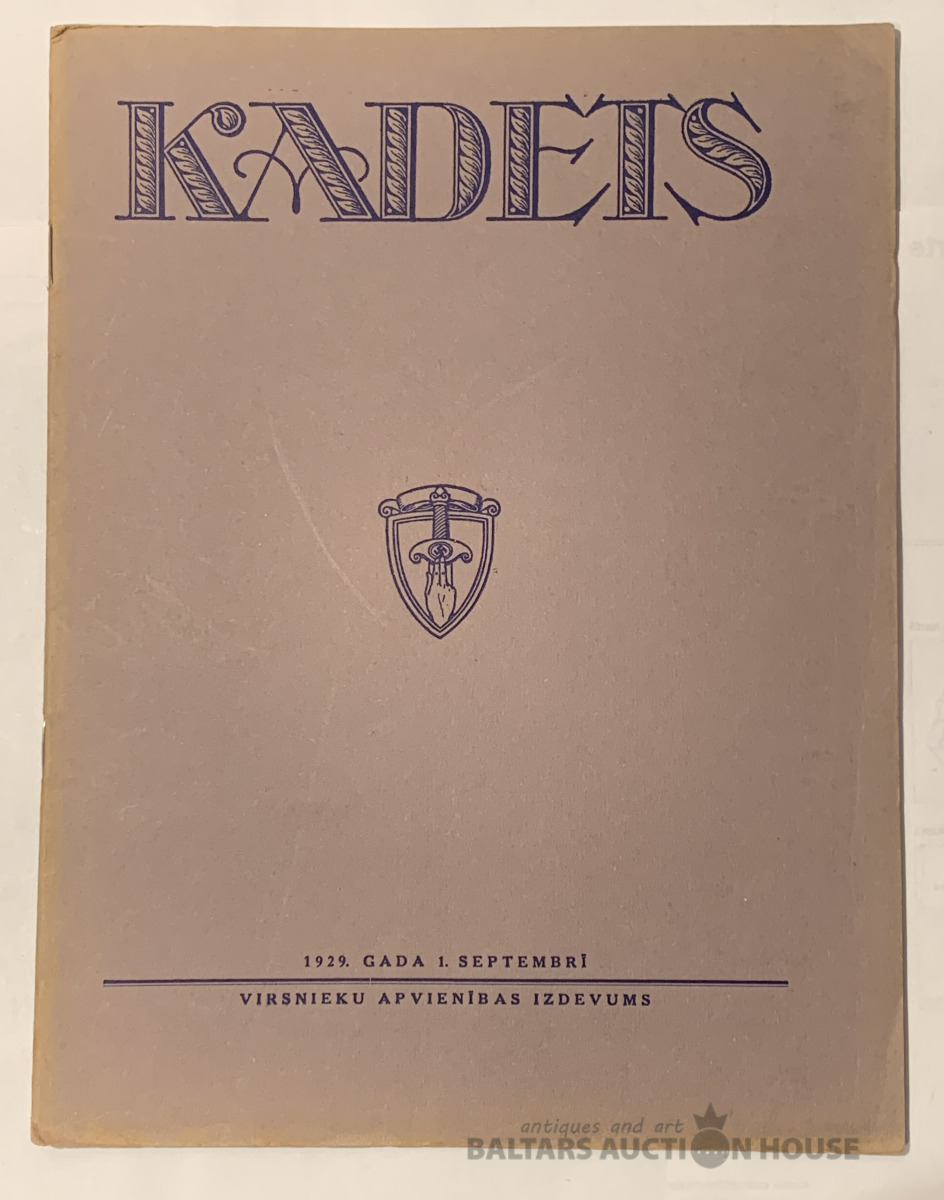 KADETS
1929. GADA 1. SEPTEMBRĪ
VIRSNIEKU APVIENĪBAS IZDEVUMS
antiques and art
BALTARS AUCTION HOUSE